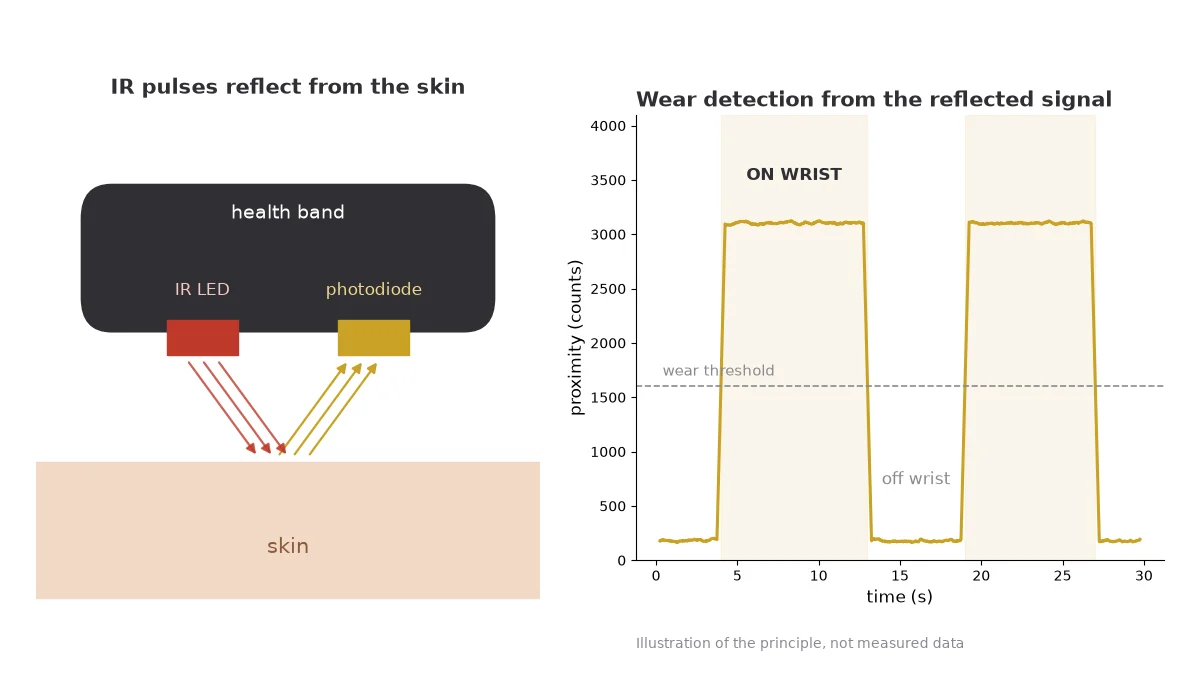 IR pulses reflect from the skin
health band
IR LED
photodiode
skin
Wear detection from the reflected signal
4000
3500
3000
2500
2000
1500
1000
500
0
proximity (counts)
ON WRIST
wear threshold
off wrist
0 5 10 15 20 25 30
time (s)
Illustration of the principle, not measured data